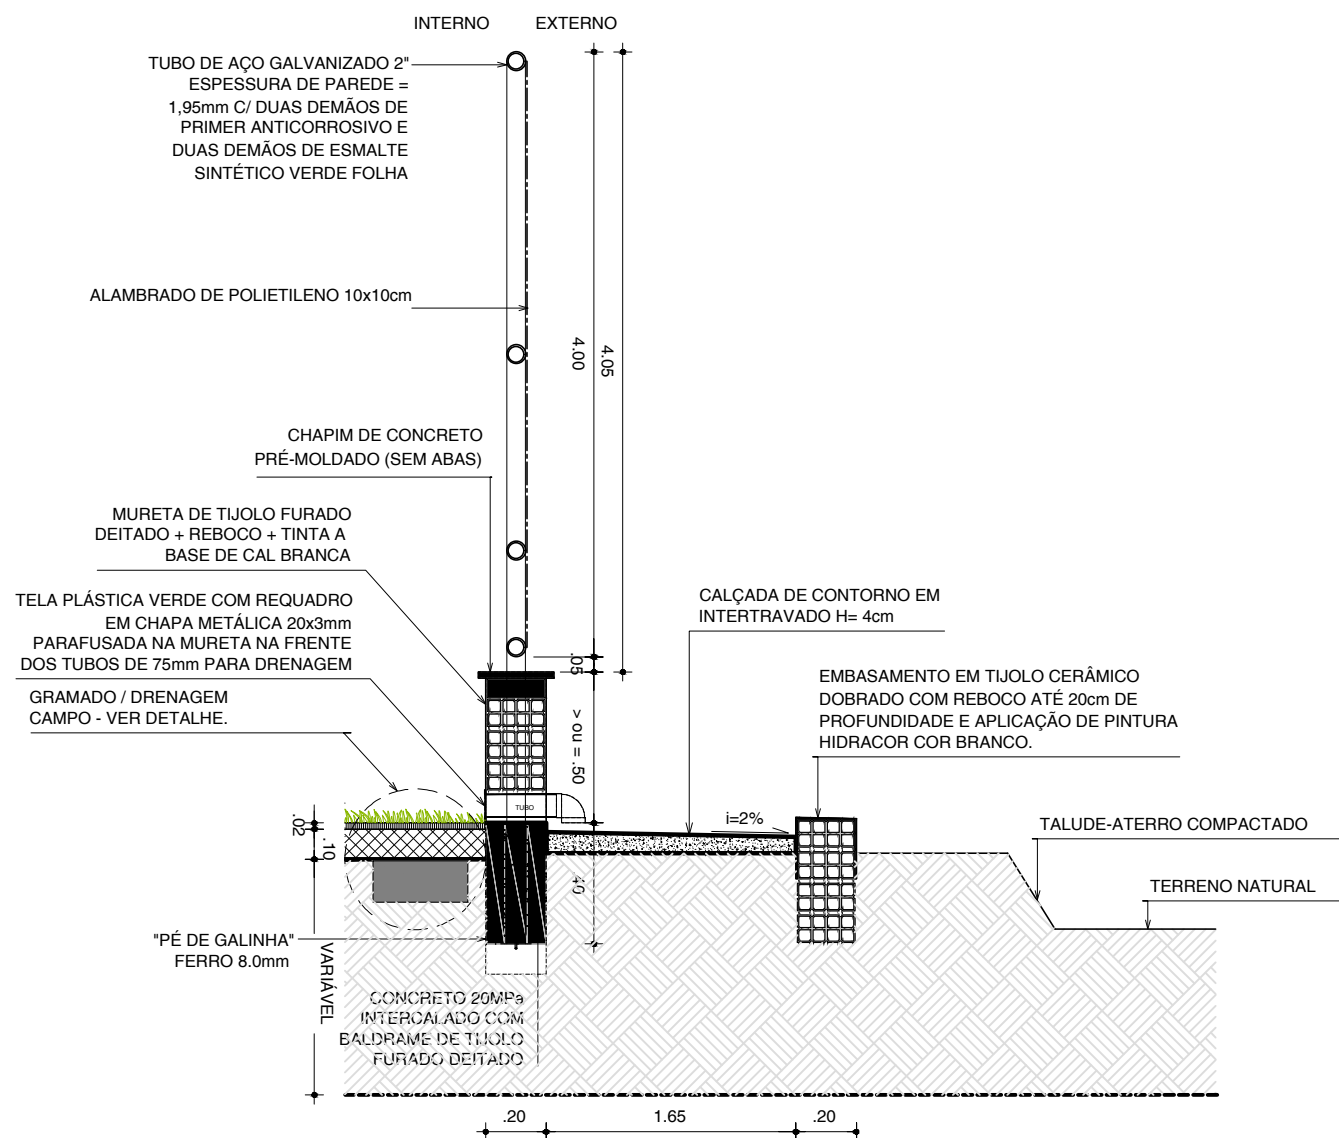 INTERNO EXTERNO
TUBO DE AÇO GALVANIZADO 2"
ESPESSURA DE PAREDE =
1,95mm C/ DUAS DEMÃOS DE
PRIMER ANTICORROSIVO E
DUAS DEMÃOS DE ESMALTE
SINTÉTICO VERDE FOLHA
ALAMBRADO DE POLIETILENO 10x10cm
4.00
4.05
CHAPIM DE CONCRETO
PRÉ-MOLDADO (SEM ABAS)
MURETA DE TIJOLO FURADO
DEITADO + REBOCO + TINTA A
BASE DE CAL BRANCA
TELA PLÁSTICA VERDE COM REQUADRO
EM CHAPA METÁLICA 20x3mm
PARAFUSADA NA MURETA NA FRENTE
DOS TUBOS DE 75mm PARA DRENAGEM
GRAMADO / DRENAGEM
CAMPO - VER DETALHE.
CALÇADA DE CONTORNO EM
INTERTRAVADO H= 4cm
.05
EMBASAMENTO EM TIJOLO CERÂMICO
DOBRADO COM REBOCO ATÉ 20cm DE
PROFUNDIDADE E APLICAÇÃO DE PINTURA
HIDRACOR COR BRANCO.
> ou = .50
TUBO
i=2%
TALUDE-ATERRO COMPACTADO
TERRENO NATURAL
.02
.10
.40
"PÉ DE GALINHA"
FERRO 8.0mm
VARIÁVEL
CONCRETO 20MPa
INTERCALADO COM
BALDRAME DE TIJOLO
FURADO DEITADO
.20 1.65 .20